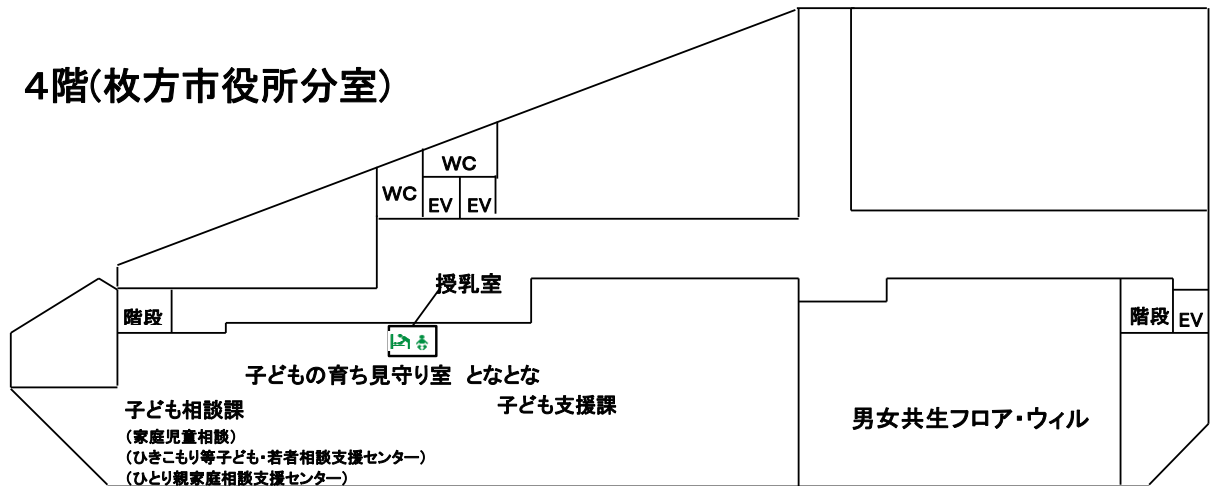 4階(枚方市役所分室)
WC
WC
EV
EV
授乳室
階段
階段
EV
子どもの育ち見守り室 となとな
子ども支援課
子ども相談課
(家庭児童相談)
(ひきこもり等子ども・若者相談支援センター)
(ひとり親家庭相談支援センター)
男女共生フロア・ウィル